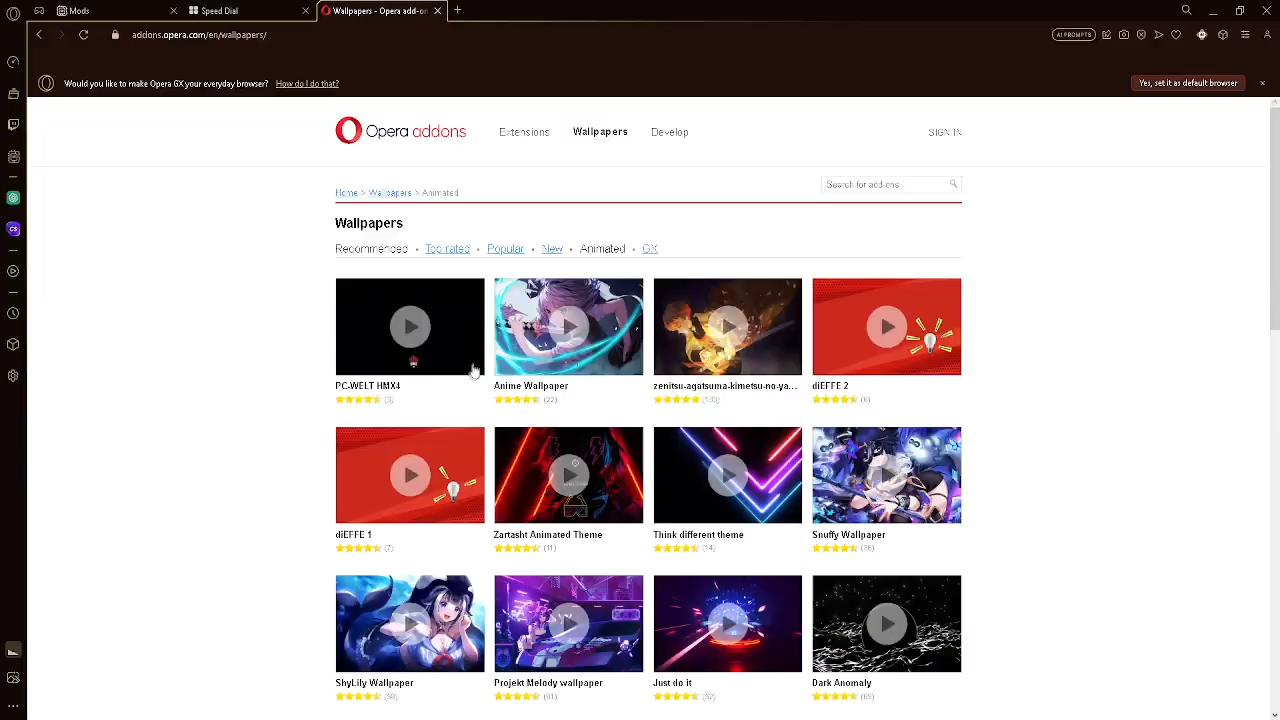 Mods
Speed Dial
Wallpapers - Opera add-on
addons.opera.com/en/wallpapers/
AI PROMPTS
Would you like to make Opera GX your everyday browser? How do I do that?
Yes, set it as default browser
Opera addons
Extensions
Wallpapers
Develop
SIGN IN
Home > Wallpapers > Animated
Search for add-ons
Wallpapers
Recommended • Top rated • Popular • New • Animated • GX
PC-WELT HMX4
Anime Wallpaper
zenitsu-agatsuma-kimetsu-no-ya...
diEFFE 2
(3)
(22)
(133)
(6)
CS
diEFFE 1
Zartasht Animated Theme
Think different theme
Snuffy Wallpaper
(7)
(11)
(14)
(36)
ShyLily Wallpaper
Projekt Melody wallpaper
Just do it
Dark Anomaly
(81)
(52)
(69)